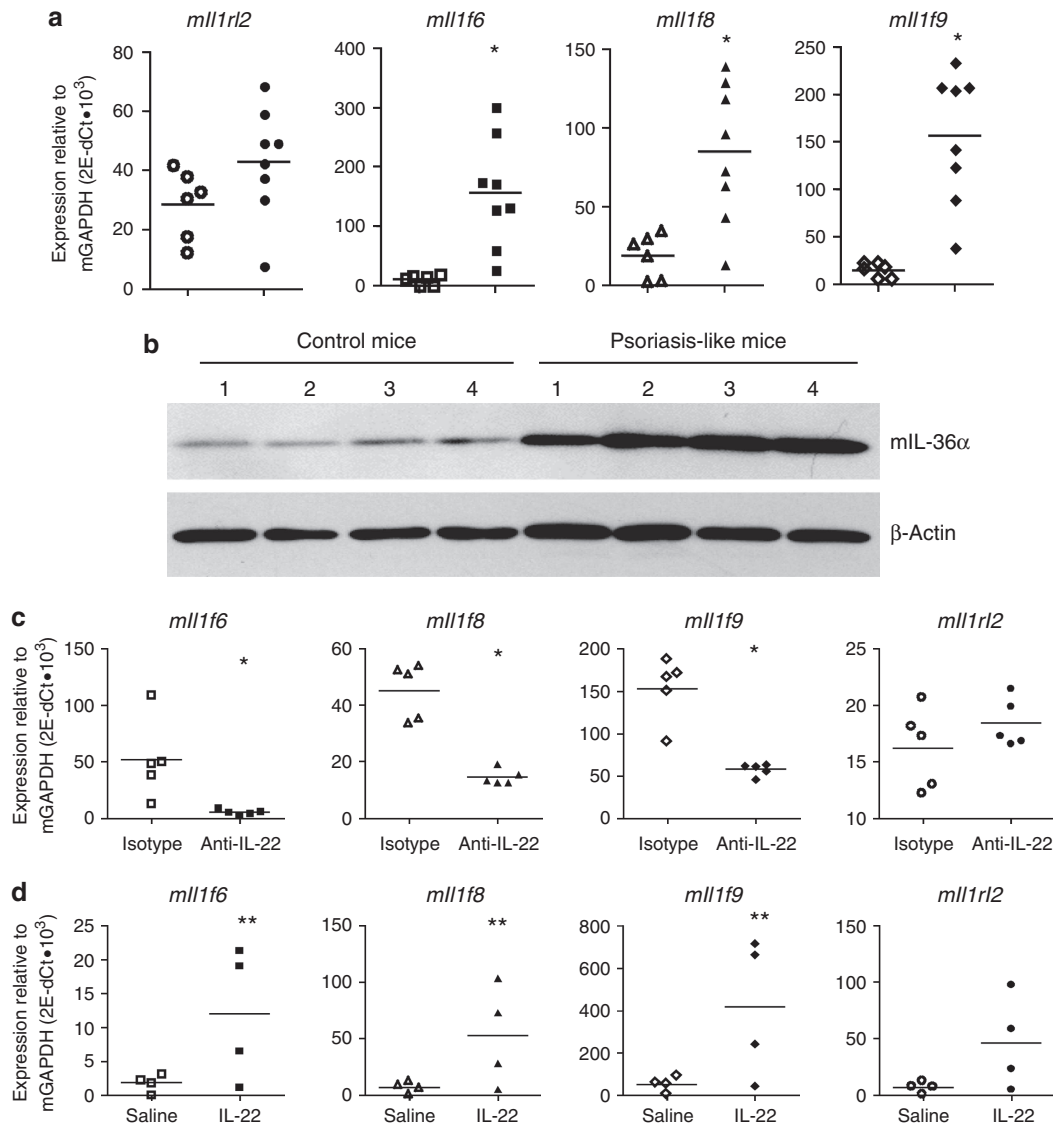 a
mIl1rl2
mIl1f6
mIl1f8
mIl1f9
Expression relative to
mGAPDH (2E-dCt•10³)
80
60
40
20
0
400
300
200
100
0
*
150
100
50
0
*
250
200
150
100
50
0
*
b
Control mice
Psoriasis-like mice
1 2 3 4 1 2 3 4
mIL-36α
β-Actin
c
mIl1f6
mIl1f8
mIl1f9
mIl1rl2
Expression relative to
mGAPDH (2E-dCt•10³)
150
100
50
0
*
Isotype Anti-IL-22
60
40
20
0
*
Isotype Anti-IL-22
200
150
100
50
0
*
Isotype Anti-IL-22
25
20
15
10
Isotype Anti-IL-22
d
mIl1f6
mIl1f8
mIl1f9
mIl1rl2
Expression relative to
mGAPDH (2E-dCt•10³)
25
20
15
10
5
0
**
Saline IL-22
150
100
50
0
**
Saline IL-22
800
600
400
200
0
**
Saline IL-22
150
100
50
0
Saline IL-22